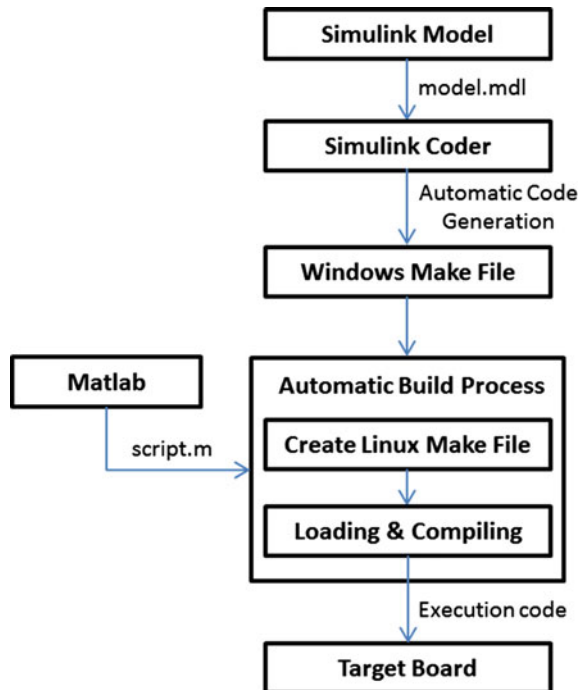 Simulink Model
model.mdl
Simulink Coder
Automatic Code
Generation
Windows Make File
Matlab
script.m
Automatic Build Process
Create Linux Make File
Loading & Compiling
Execution code
Target Board